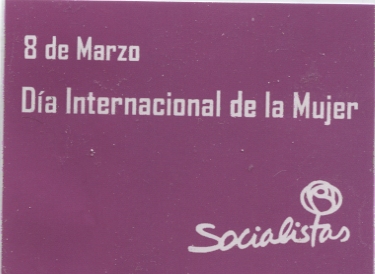 8 de Marzo
Día Internacional de la Mujer
Socialistas